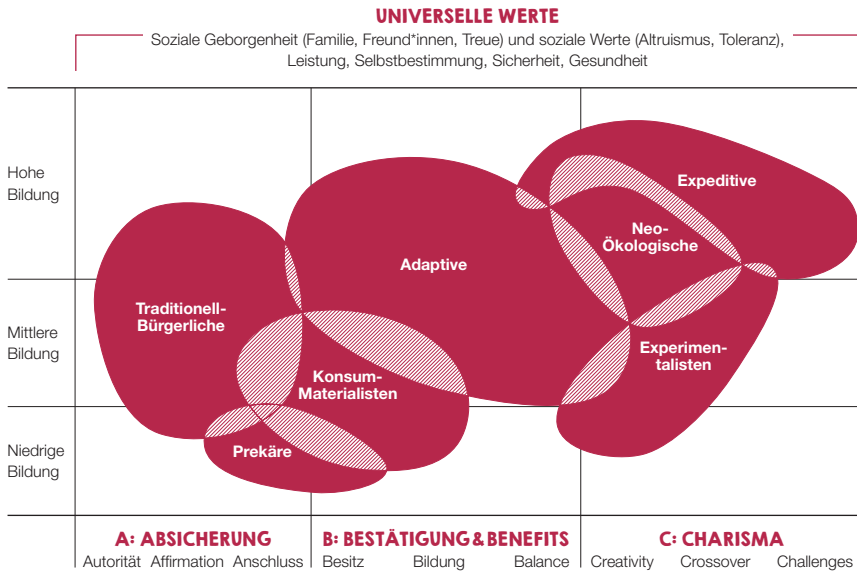 UNIVERSELLE WERTE
Soziale Geborgenheit (Familie, Freund*innen, Treue) und soziale Werte (Altruismus, Toleranz),
Leistung, Selbstbestimmung, Sicherheit, Gesundheit
Hohe
Bildung
Expeditive
Neo-
Ökologische
Adaptive
Mittlere
Bildung
Traditionell-
Bürgerliche
Experimen-
talisten
Konsum-
Materialisten
Niedrige
Bildung
Prekäre
A: ABSICHERUNG
B: BESTÄTIGUNG & BENEFITS
C: CHARISMA
Autorität Affirmation Anschluss
Besitz Bildung Balance
Creativity Crossover Challenges